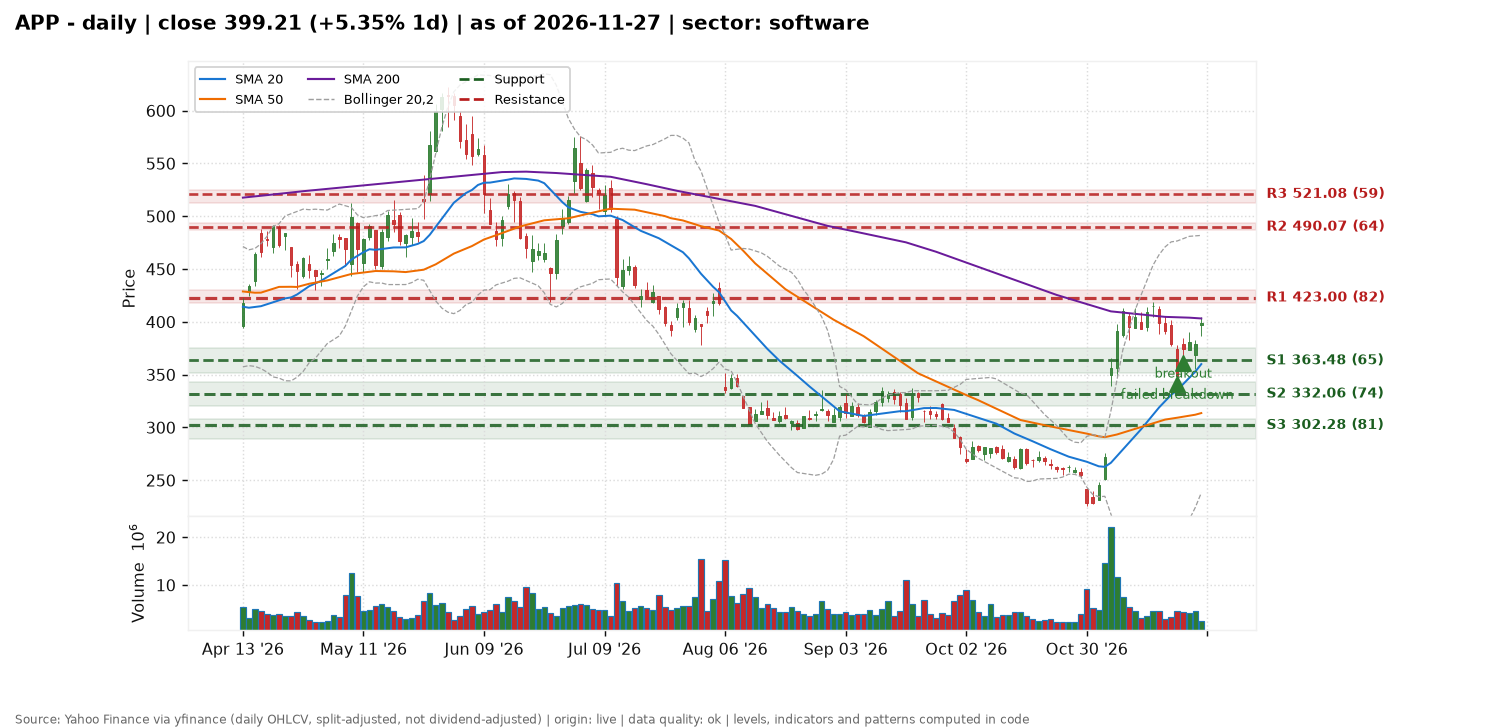 APP - daily | close 399.21 (+5.35% 1d) | as of 2026-11-27 | sector: software
SMA 20
SMA 50
SMA 200
Bollinger 20,2
Support
Resistance
Price
600
550
500
450
400
350
300
250
R3 521.08 (59)
R2 490.07 (64)
R1 423.00 (82)
S1 363.48 (65)
S2 332.06 (74)
S3 302.28 (81)
breakout
failed breakdown
Volume 10⁶
20
10
Apr 13 '26
May 11 '26
Jun 09 '26
Jul 09 '26
Aug 06 '26
Sep 03 '26
Oct 02 '26
Oct 30 '26
Source: Yahoo Finance via yfinance (daily OHLCV, split-adjusted, not dividend-adjusted) | origin: live | data quality: ok | levels, indicators and patterns computed in code